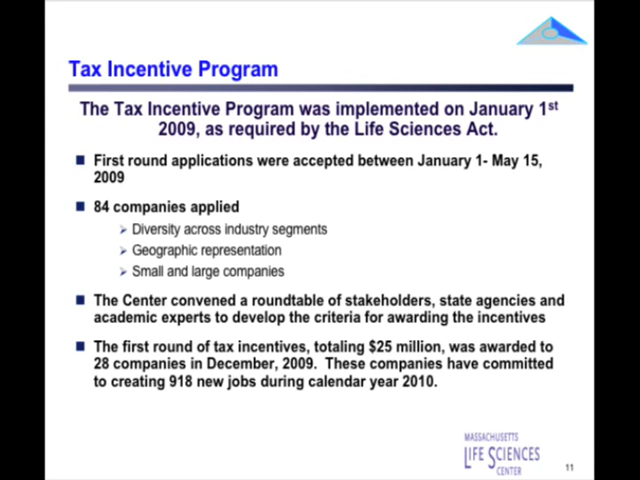 Tax Incentive Program
The Tax Incentive Program was implemented on January 1st
2009, as required by the Life Sciences Act.
First round applications were accepted between January 1- May 15,
2009
84 companies applied
Diversity across industry segments
Geographic representation
Small and large companies
The Center convened a roundtable of stakeholders, state agencies and
academic experts to develop the criteria for awarding the incentives
The first round of tax incentives, totaling $25 million, was awarded to
28 companies in December, 2009. These companies have committed
to creating 918 new jobs during calendar year 2010.
MASSACHUSETTS
LIFE SCIENCES
CENTER
11